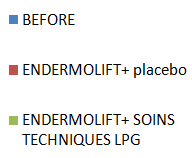 BEFORE
ENDERMOLIFT+ placebo
ENDERMOLIFT+ SOINS
TECHNIQUES LPG